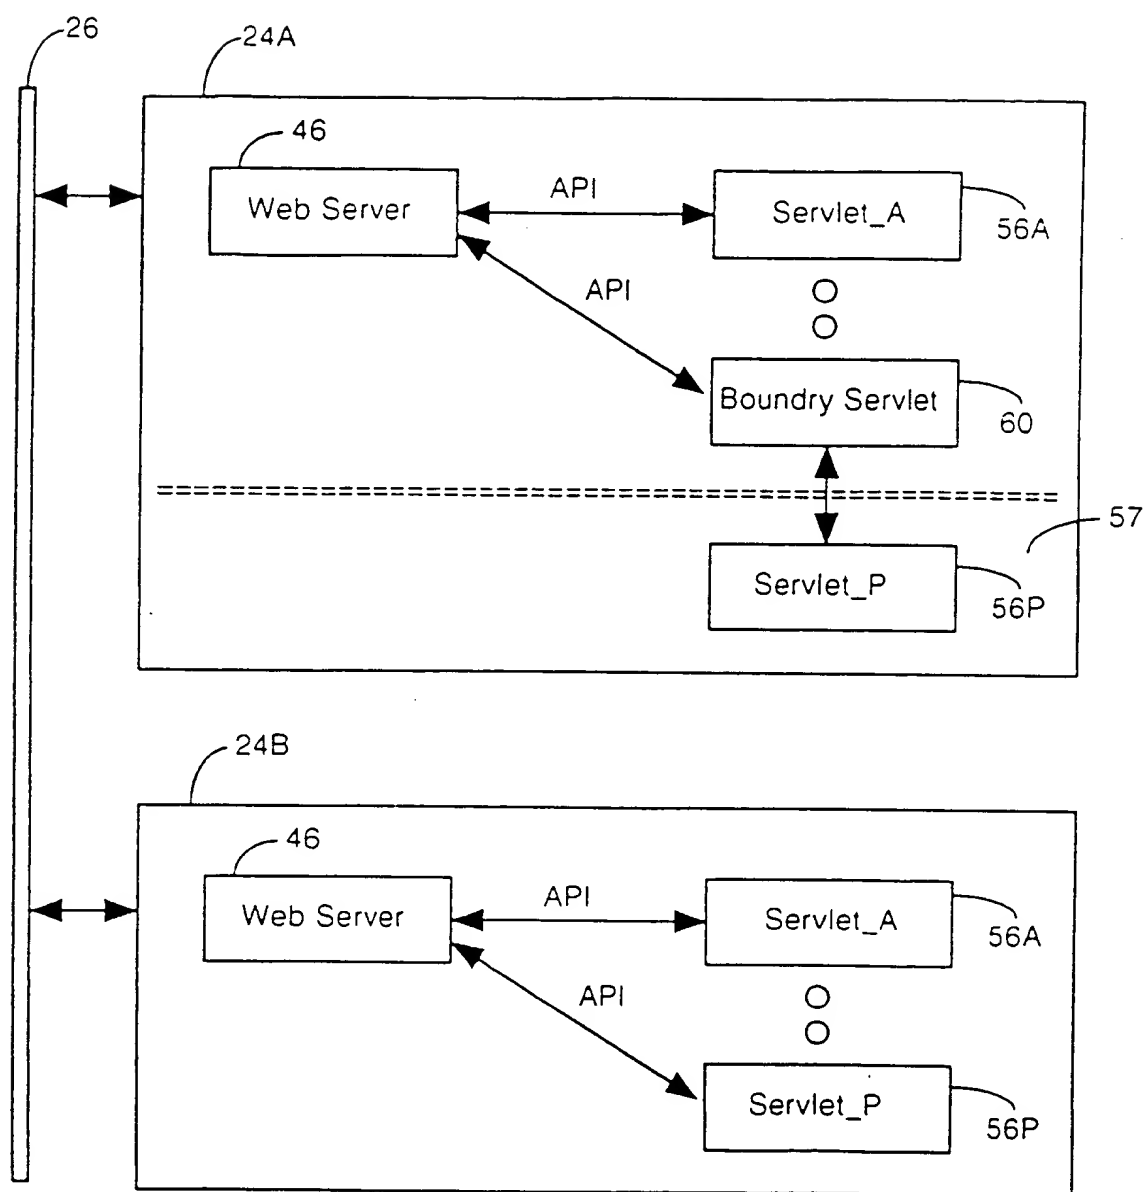 26
24A
46
Web Server
API
Servlet_A
56A
API
Boundry Servlet
60
57
Servlet_P
56P
24B
46
Web Server
API
Servlet_A
56A
API
Servlet_P
56P